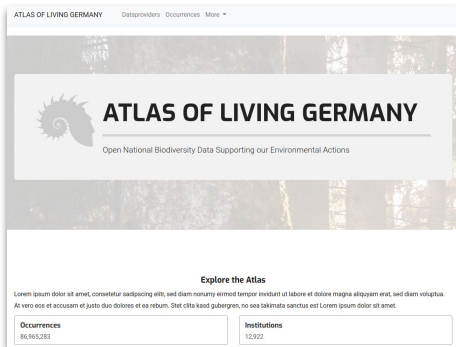 ATLAS OF LIVING GERMANY Dataproviders Occurrences More
ATLAS OF LIVING GERMANY
Open National Biodiversity Data Supporting our Environmental Actions
Explore the Atlas
Lorem ipsum dolor sit amet, consetetur sadipscing elitr, sed diam nonumy eirmod tempor invidunt ut labore et dolore magna aliquyam erat, sed diam voluptua.
At vero eos et accusam et justo duo dolores et ea rebum. Stet clita kasd gubergren, no sea takimata sanctus est Lorem ipsum dolor sit amet.
Occurrences Institutions
86,965,283 12,922